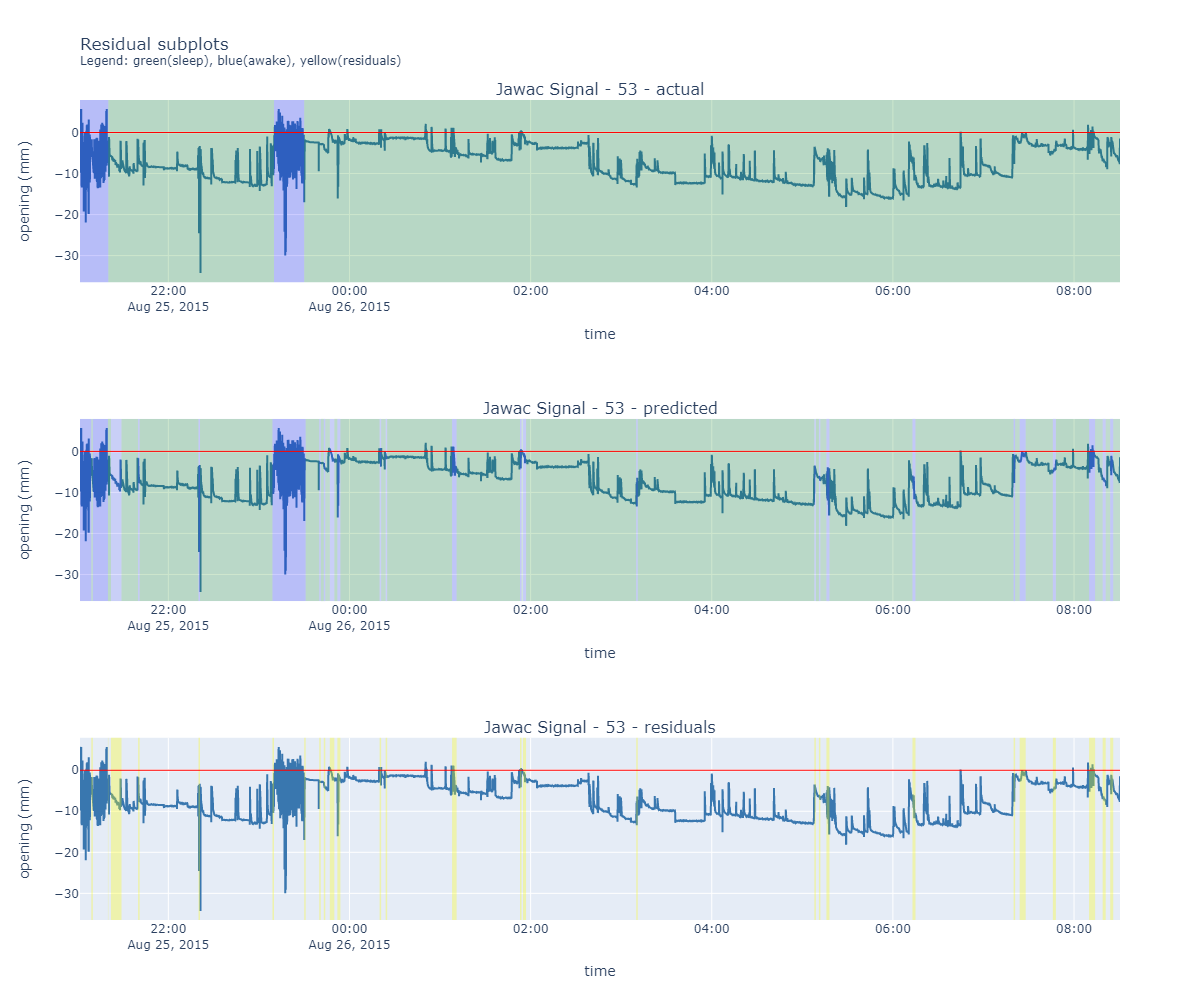 Residual subplots
Legend: green(sleep), blue(awake), yellow(residuals)
Jawac Signal - 53 - actual
opening (mm)
0
−10
−20
−30
22:00
00:00
02:00
04:00
06:00
08:00
Aug 25, 2015
Aug 26, 2015
time
Jawac Signal - 53 - predicted
opening (mm)
0
−10
−20
−30
22:00
00:00
02:00
04:00
06:00
08:00
Aug 25, 2015
Aug 26, 2015
time
Jawac Signal - 53 - residuals
opening (mm)
0
−10
−20
−30
22:00
00:00
02:00
04:00
06:00
08:00
Aug 25, 2015
Aug 26, 2015
time